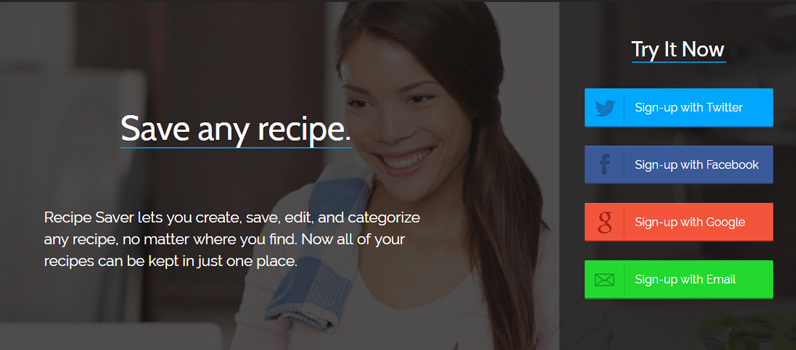 Save any recipe.
Recipe Saver lets you create, save, edit, and categorize
any recipe, no matter where you find. Now all of your
recipes can be kept in just one place.
Try It Now
Sign-up with Twitter
Sign-up with Facebook
Sign-up with Google
Sign-up with Email